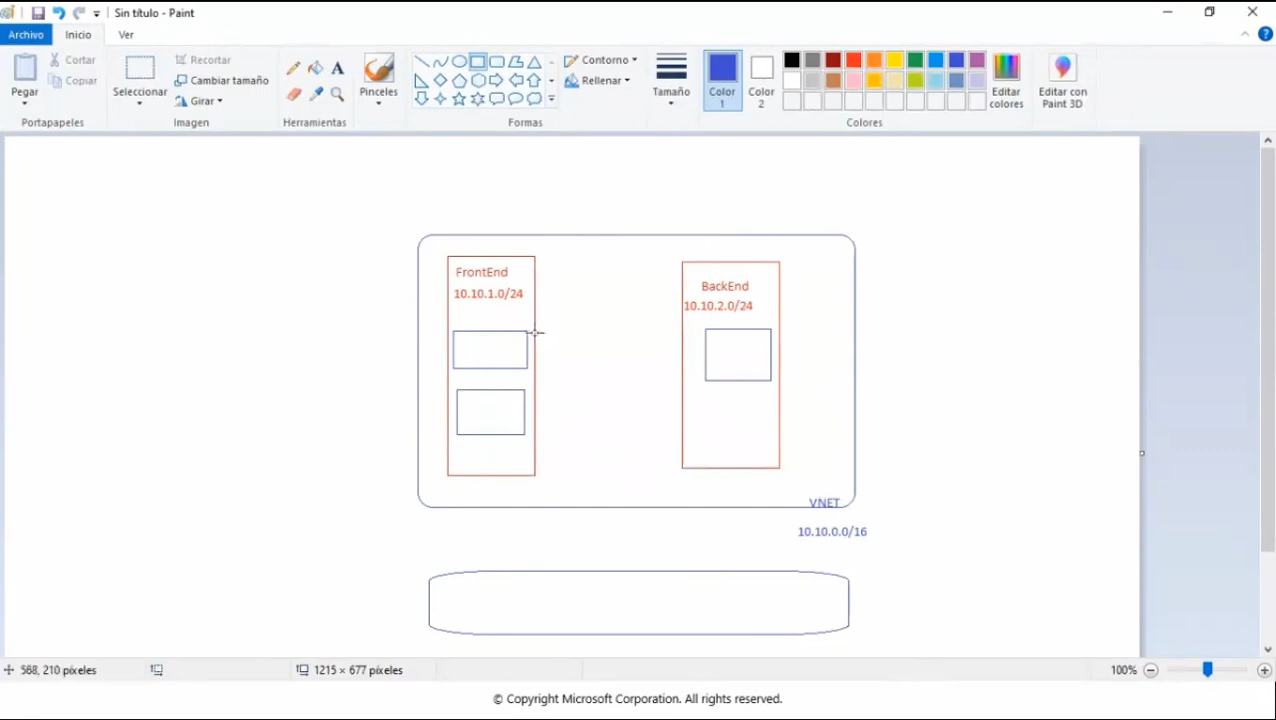 Sin título - Paint
Archivo Inicio Ver
Pegar
Cortar
Copiar
Portapapeles
Seleccionar
Recortar
Cambiar tamaño
Girar
Imagen
A
Herramientas
Pinceles
Contorno
Rellenar
Formas
Tamaño
Color 1
Color 2
Editar colores
Editar con Paint 3D
Colores
FrontEnd
10.10.1.0/24
BackEnd
10.10.2.0/24
VNET
10.10.0.0/16
568, 210 píxeles
1215 × 677 píxeles
100%
© Copyright Microsoft Corporation. All rights reserved.